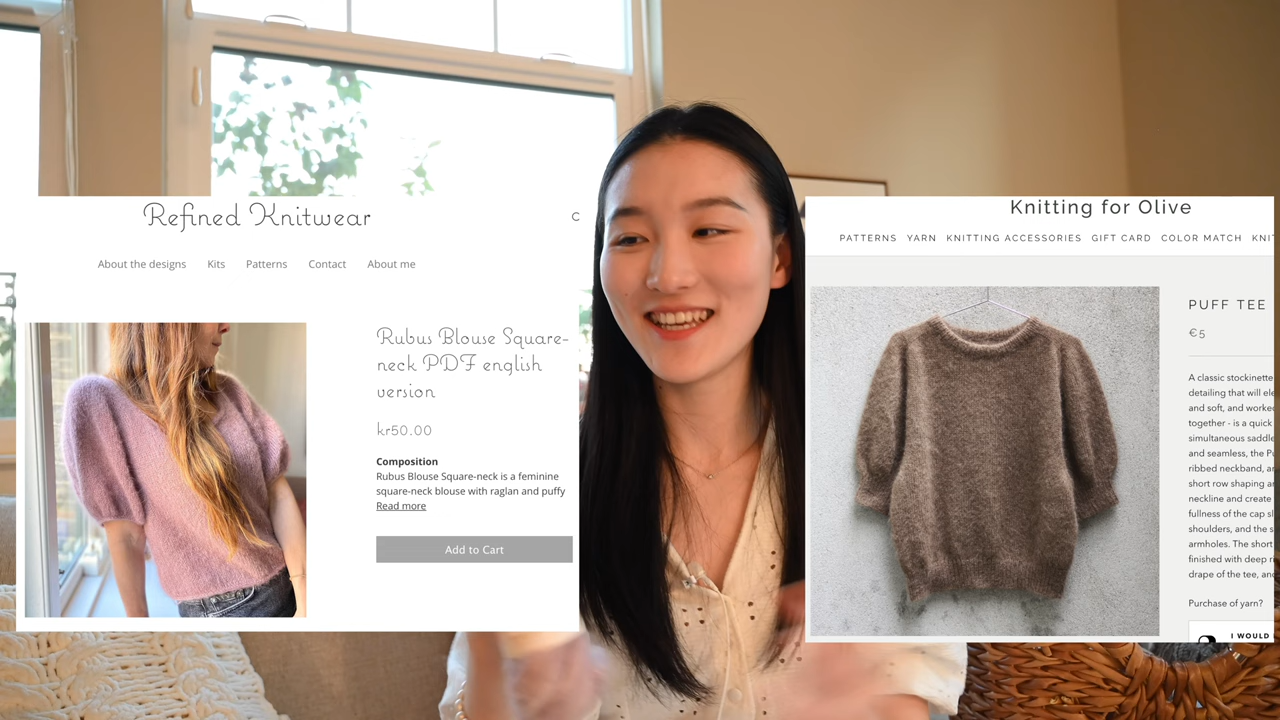 Refined Knitwear
C
About the designs Kits Patterns Contact About me
Rubus Blouse Square-
neck PDF english
version
kr50.00
Composition
Rubus Blouse Square-neck is a feminine
square-neck blouse with raglan and puffy
Read more
Add to Cart
Knitting for Olive
PATTERNS YARN KNITTING ACCESSORIES GIFT CARD COLOR MATCH KNIT
PUFF TEE
€5
A classic stockinette
detailing that will ele
and soft, and worked
together - is a quick
simultaneous saddle
and seamless, the Pu
ribbed neckband, a
short row shaping a
neckline and create
fullness of the cap sl
shoulders, and the s
armholes. The short
finished with deep ri
drape of the tee, and
Purchase of yarn?
I WOULD